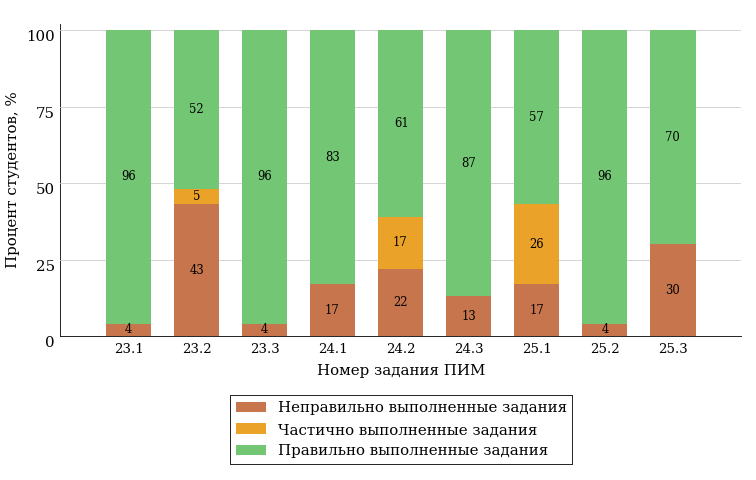 100
75
50
25
0
Процент студентов, %
96 52 96 83 61 87 57 96 70
5 17 26
4 43 4 17 22 13 17 4 30
23.1 23.2 23.3 24.1 24.2 24.3 25.1 25.2 25.3
Номер задания ПИМ
Неправильно выполненные задания
Частично выполненные задания
Правильно выполненные задания